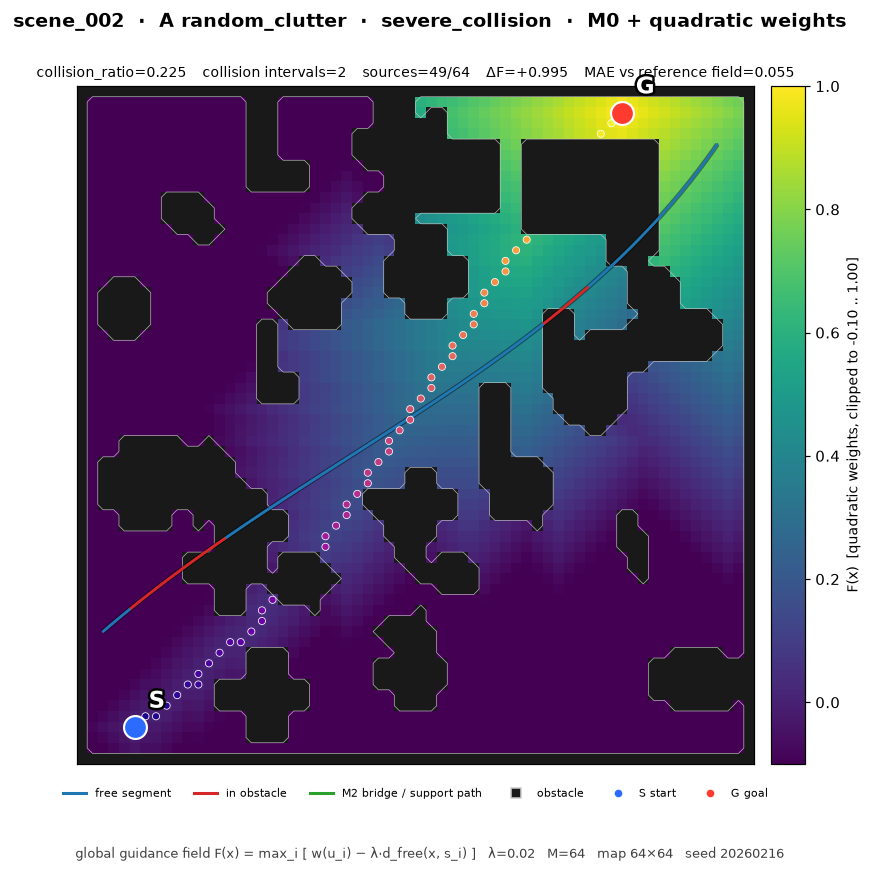 scene_002 · A random_clutter · severe_collision · M0 + quadratic weights
collision_ratio=0.225 collision intervals=2 sources=49/64 ΔF=+0.995 MAE vs reference field=0.055
G
S
1.0
0.8
0.6
0.4
0.2
0.0
F(x) [quadratic weights, clipped to -0.10 .. 1.00]
free segment in obstacle M2 bridge / support path obstacle S start G goal
global guidance field F(x) = max_i [ w(u_i) − λ·d_free(x, s_i) ] λ=0.02 M=64 map 64×64 seed 20260216